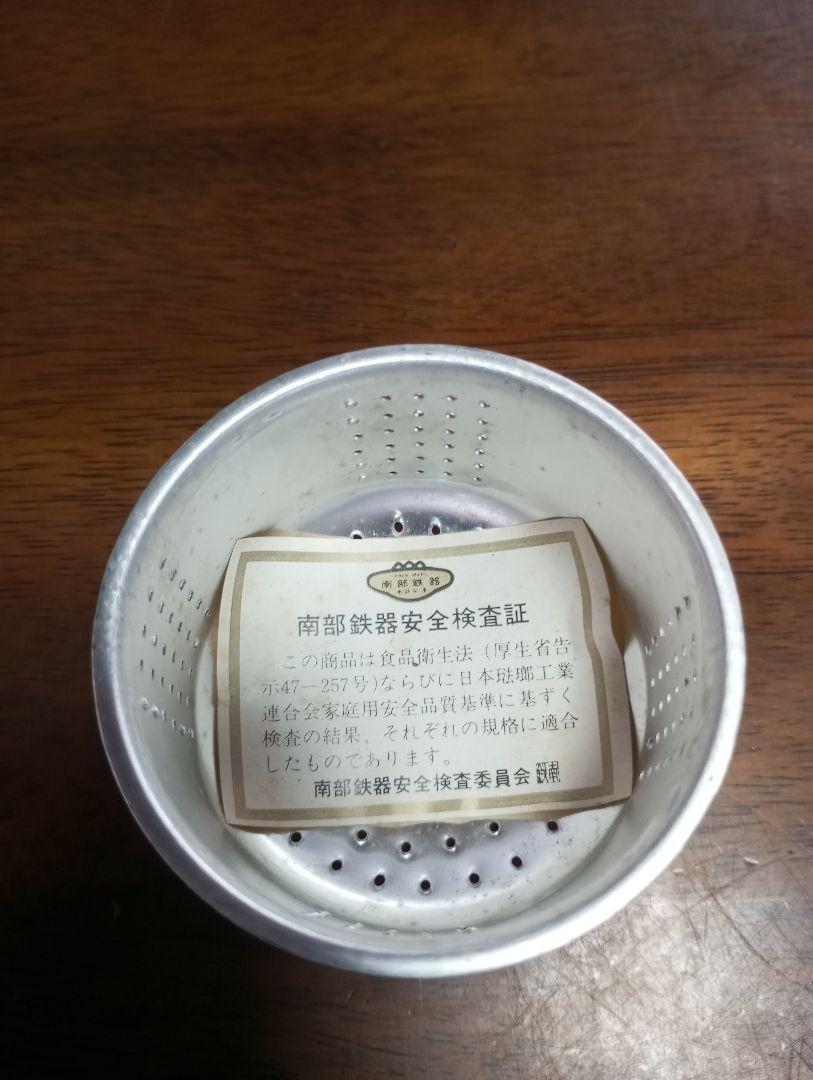 南部鉄器
南部鉄器安全検査証
この商品は食品衛生法（厚生省告
示47−257号)ならびに日本琺瑯工業
連合会家庭用安全品質基準に基ずく
検査の結果、それぞれの規格に適合
したものであります。
南部鉄器安全検査委員会